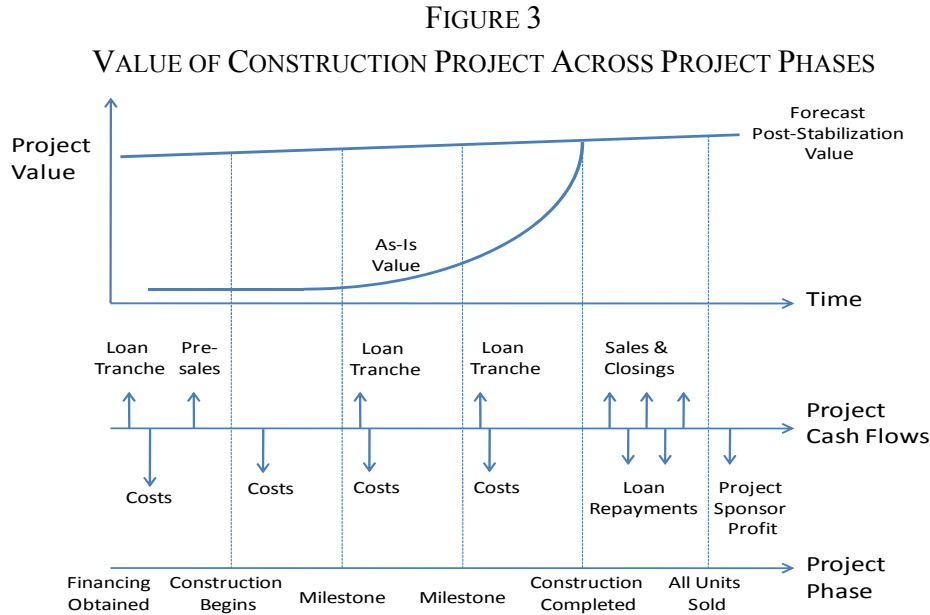 FIGURE 3
VALUE OF CONSTRUCTION PROJECT ACROSS PROJECT PHASES
Project
Value
Forecast
Post-Stabilization
Value
As-Is
Value
Time
Loan
Tranche
Pre-
sales
Loan
Tranche
Loan
Tranche
Sales &
Closings
Project
Cash Flows
Costs
Costs
Costs
Costs
Loan
Repayments
Project
Sponsor
Profit
Financing
Obtained
Construction
Begins
Milestone
Milestone
Construction
Completed
All Units
Sold
Project
Phase